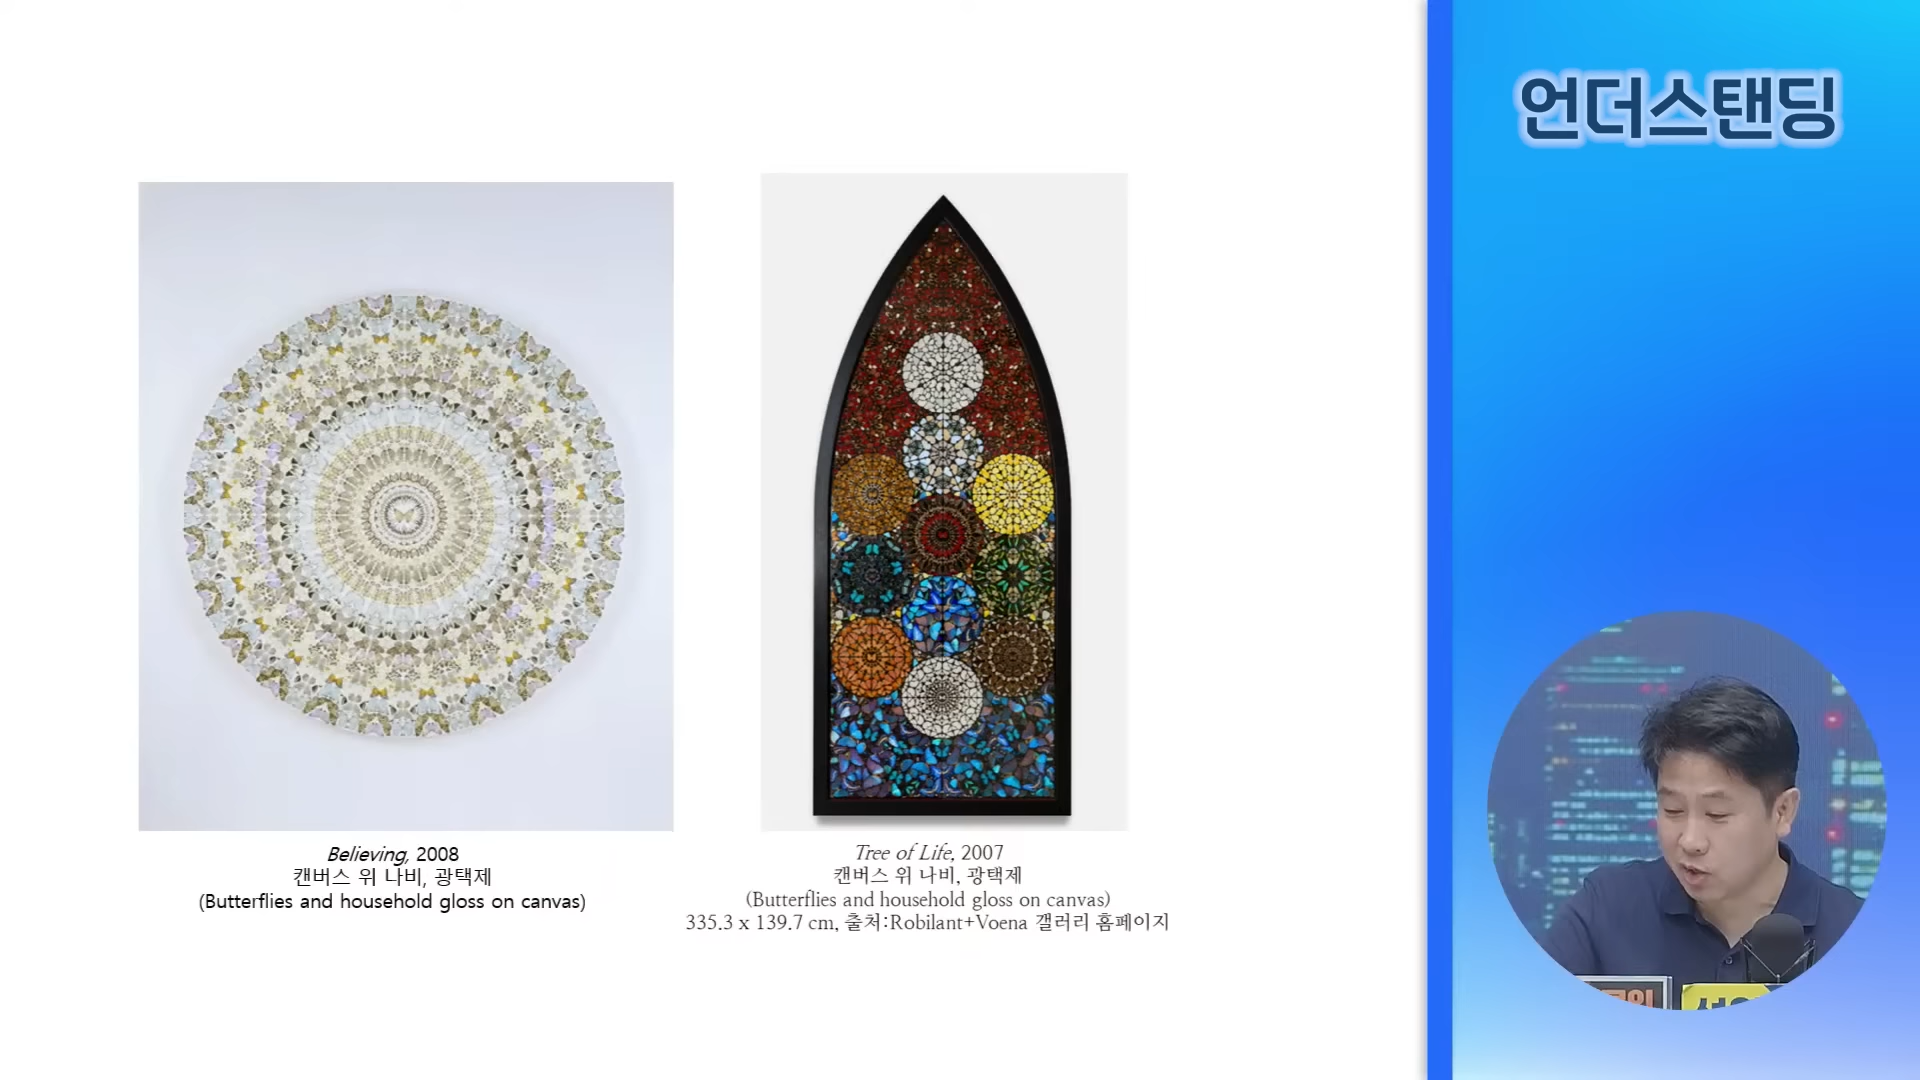 언더스탠딩
Believing, 2008
캔버스 위 나비, 광택제
(Butterflies and household gloss on canvas)
Tree of Life, 2007
캔버스 위 나비, 광택제
(Butterflies and household gloss on canvas)
335.3 x 139.7 cm, 출처:Robilant+Voena 갤러리 홈페이지